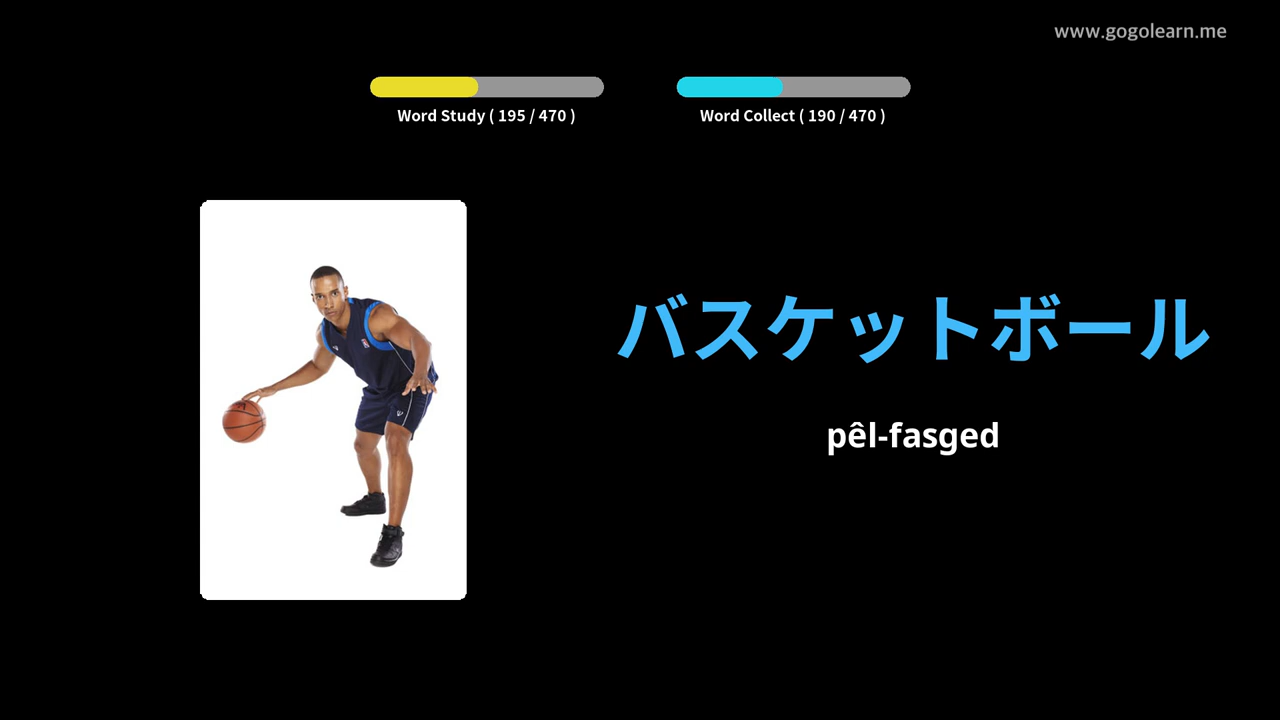 www.gogolearn.me
Word Study ( 195 / 470 )
Word Collect ( 190 / 470 )
バスケットボール
pêl-fasged